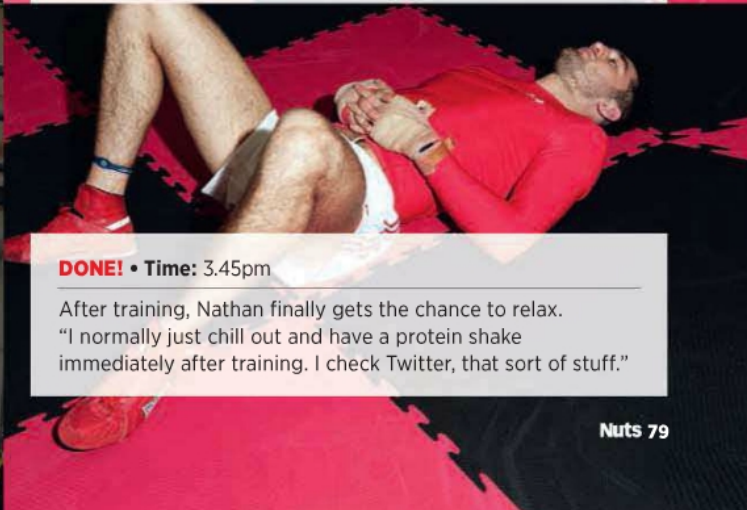 DONE! • Time: 3.45pm
After training, Nathan finally gets the chance to relax.
“I normally just chill out and have a protein shake
immediately after training. I check Twitter, that sort of stuff.”
Nuts 79